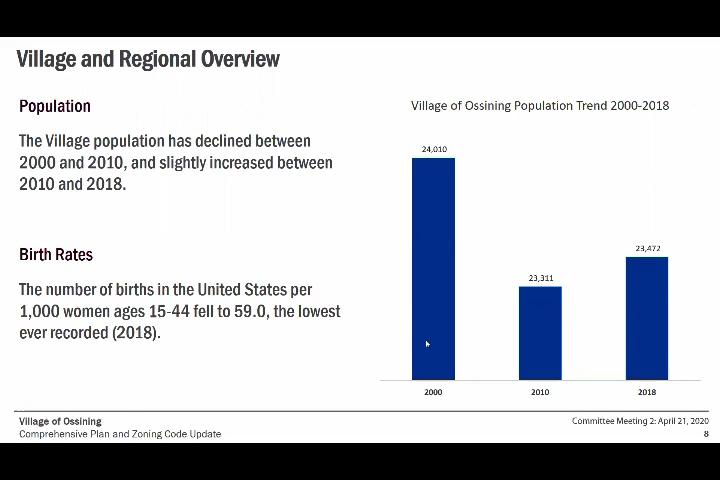 Village and Regional Overview
Population
The Village population has declined between
2000 and 2010, and slightly increased between
2010 and 2018.
Birth Rates
The number of births in the United States per
1,000 women ages 15-44 fell to 59.0, the lowest
ever recorded (2018).
Village of Ossining Population Trend 2000-2018
24,010
23,311
23,472
2000 2010 2018
Village of Ossining
Comprehensive Plan and Zoning Code Update
Committee Meeting 2: April 21, 2020
8